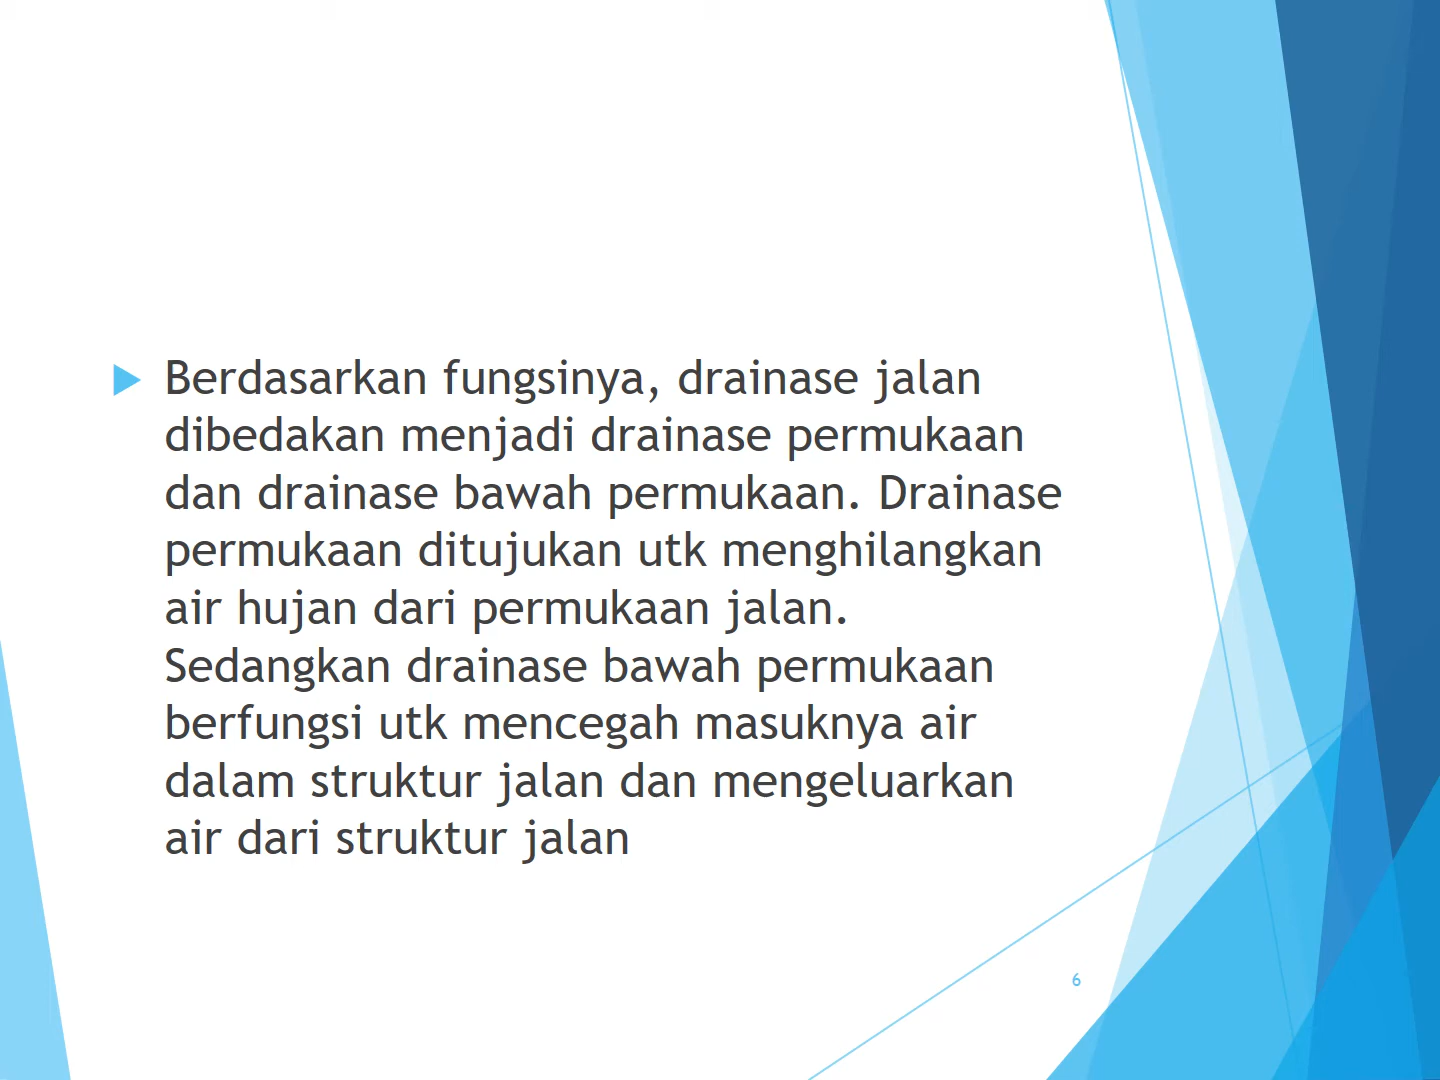 Berdasarkan fungsinya, drainase jalan
dibedakan menjadi drainase permukaan
dan drainase bawah permukaan. Drainase
permukaan ditujukan utk menghilangkan
air hujan dari permukaan jalan.
Sedangkan drainase bawah permukaan
berfungsi utk mencegah masuknya air
dalam struktur jalan dan mengeluarkan
air dari struktur jalan
6